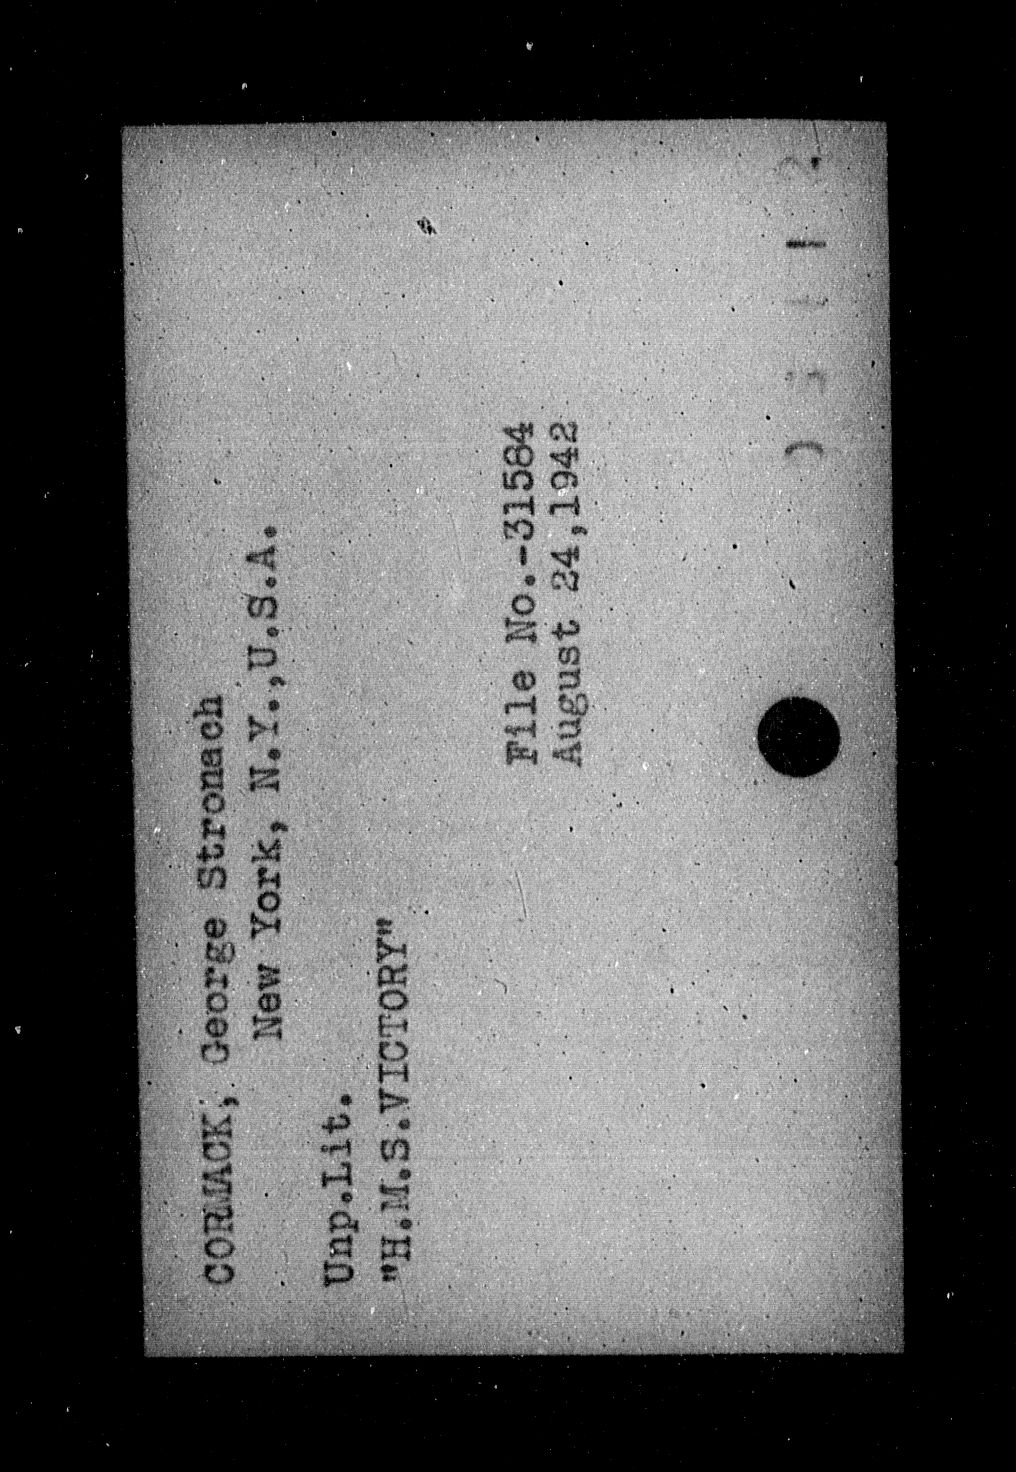 CORMACK, George Stronach
New York, N.Y.,U.S.A.
Unp.Lit.
"H.M.S.VICTORY"
File No.-31584
August 24,1942